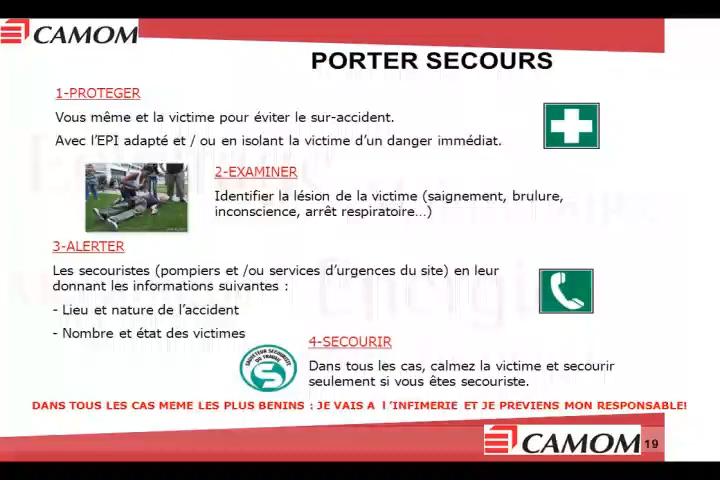 CAMOM
PORTER SECOURS
1-PROTEGER
Vous même et la victime pour éviter le sur-accident.
Avec l’EPI adapté et / ou en isolant la victime d’un danger immédiat.
2-EXAMINER
Identifier la lésion de la victime (saignement, brulure,
inconscience, arrêt respiratoire…)
3-ALERTER
Les secouristes (pompiers et /ou services d’urgences du site) en leur
donnant les informations suivantes :
- Lieu et nature de l’accident
- Nombre et état des victimes
SAUVETEUR SECOURISTE
DU TRAVAIL
4-SECOURIR
Dans tous les cas, calmez la victime et secourir
seulement si vous êtes secouriste.
DANS TOUS LES CAS MEME LES PLUS BENINS : JE VAIS A l ’INFIMERIE ET JE PREVIENS MON RESPONSABLE!
CAMOM
19